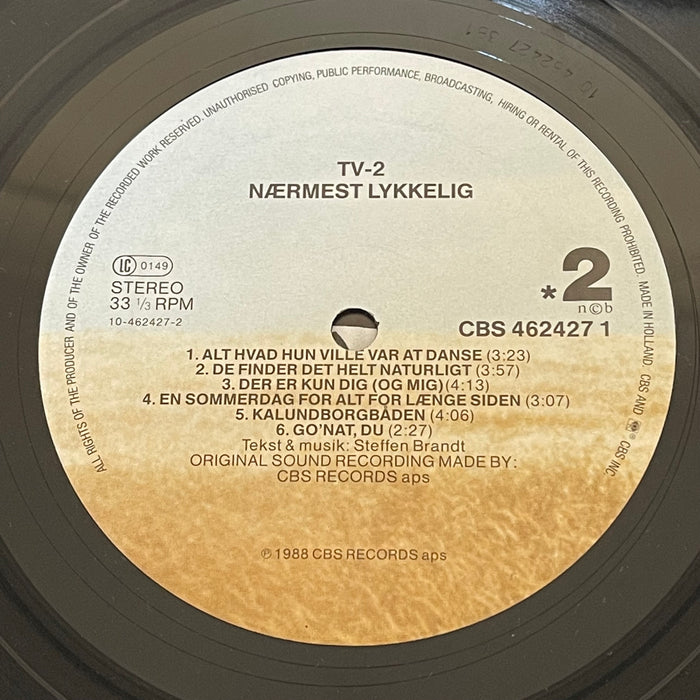 ALL RIGHTS OF THE PRODUCER AND OF THE OWNER OF THE RECORDED WORK RESERVED. UNAUTHORISED COPYING, PUBLIC PERFORMANCE, BROADCASTING, HIRING OR RENTAL OF THIS RECORDING PROHIBITED. MADE IN HOLLAND CBS AND CBS INC.
TV-2
NÆRMEST LYKKELIG
LC 0149
STEREO
33 1/3 RPM
10-462427-2
*2
n©b
CBS 462427 1
1. ALT HVAD HUN VILLE VAR AT DANSE (3:23)
2. DE FINDER DET HELT NATURLIGT (3:57)
3. DER ER KUN DIG (OG MIG) (4:13)
4. EN SOMMERDAG FOR ALT FOR LÆNGE SIDEN (3:07)
5. KALUNDBORGBÅDEN (4:06)
6. GO'NAT, DU (2:27)
Tekst & musik: Steffen Brandt
ORIGINAL SOUND RECORDING MADE BY:
CBS RECORDS aps
℗ 1988 CBS RECORDS aps